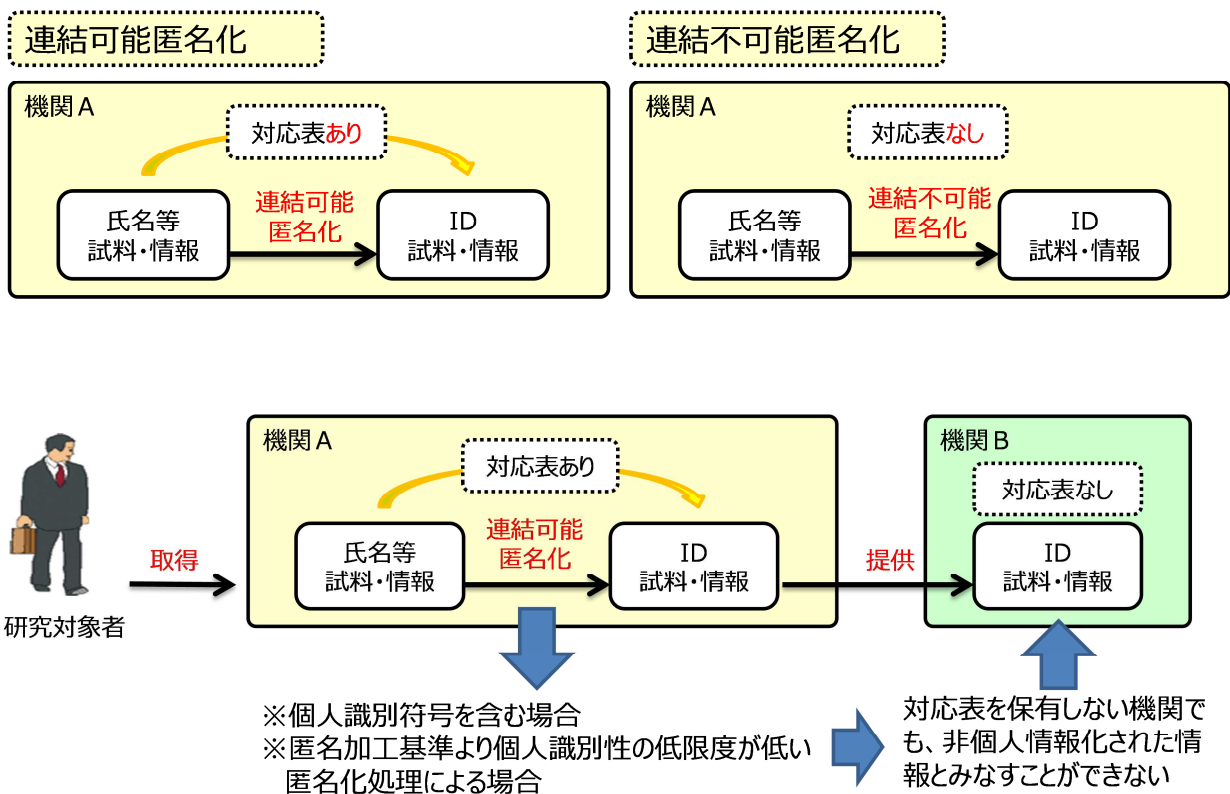 連結可能匿名化
機関A
対応表あり
氏名等
試料・情報
連結可能
匿名化
ID
試料・情報
連結不可能匿名化
機関A
対応表なし
氏名等
試料・情報
連結不可能
匿名化
ID
試料・情報
研究対象者
取得
機関A
対応表あり
氏名等
試料・情報
連結可能
匿名化
ID
試料・情報
提供
機関B
対応表なし
ID
試料・情報
※個人識別符号を含む場合
※匿名加工基準より個人識別性の低限度が低い
匿名化処理による場合
対応表を保有しない機関で
も、非個人情報化された情
報とみなすことができない